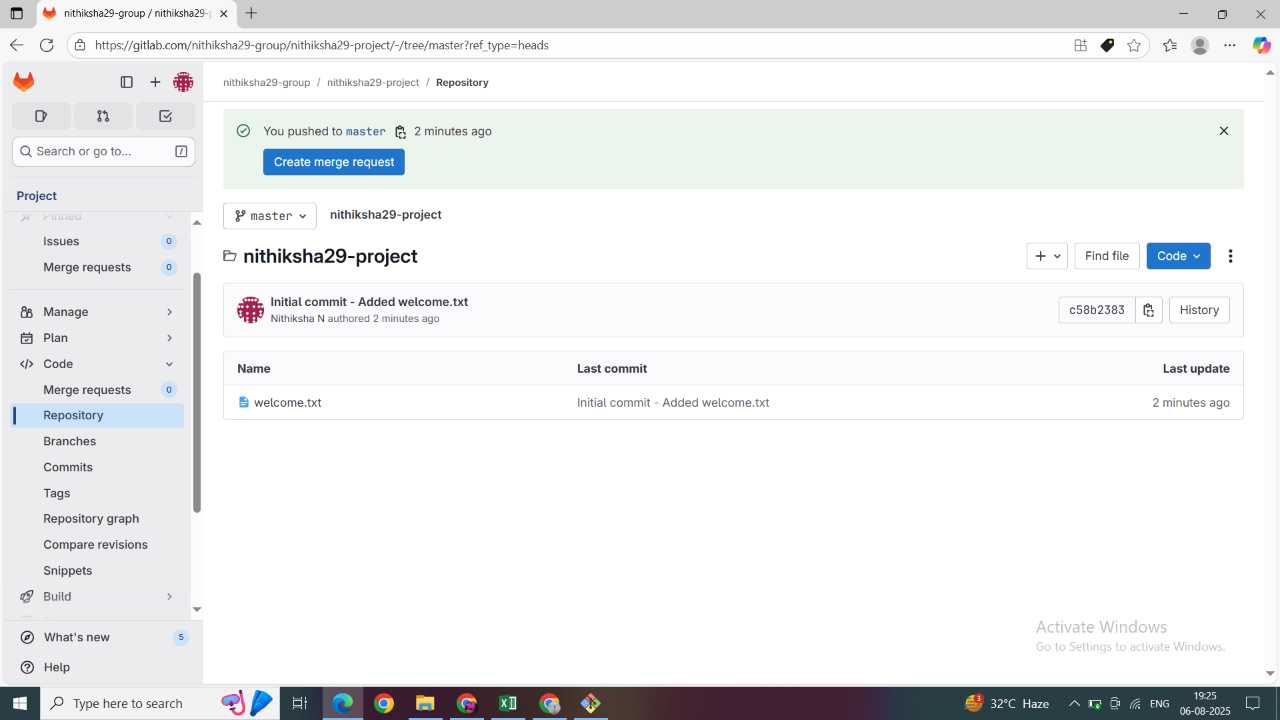 nithiksha29-group / nithiksha29-p
https://gitlab.com/nithiksha29-group/nithiksha29-project/-/tree/master?ref_type=heads
nithiksha29-group / nithiksha29-project / Repository
Search or go to... /
You pushed to master 2 minutes ago
Create merge request
Project
Pinned
Issues 0
Merge requests 0
Manage
Plan
Code
Merge requests 0
Repository
Branches
Commits
Tags
Repository graph
Compare revisions
Snippets
Build
What's new 5
Help
master nithiksha29-project
nithiksha29-project
Find file
Code
Initial commit - Added welcome.txt
Nithiksha N authored 2 minutes ago
c58b2383
History
Name Last commit Last update
welcome.txt Initial commit - Added welcome.txt 2 minutes ago
Activate Windows
Go to Settings to activate Windows.
Type here to search
3
32°C Haze
ENG
19:25
06-08-2025